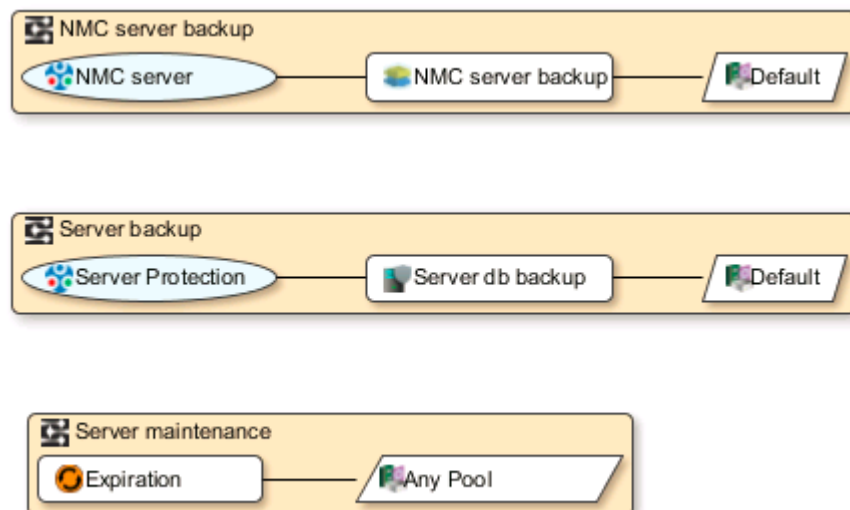 NMC server backup
NMC server
NMC server backup
Default
Server backup
Server Protection
Server db backup
Default
Server maintenance
Expiration
Any Pool